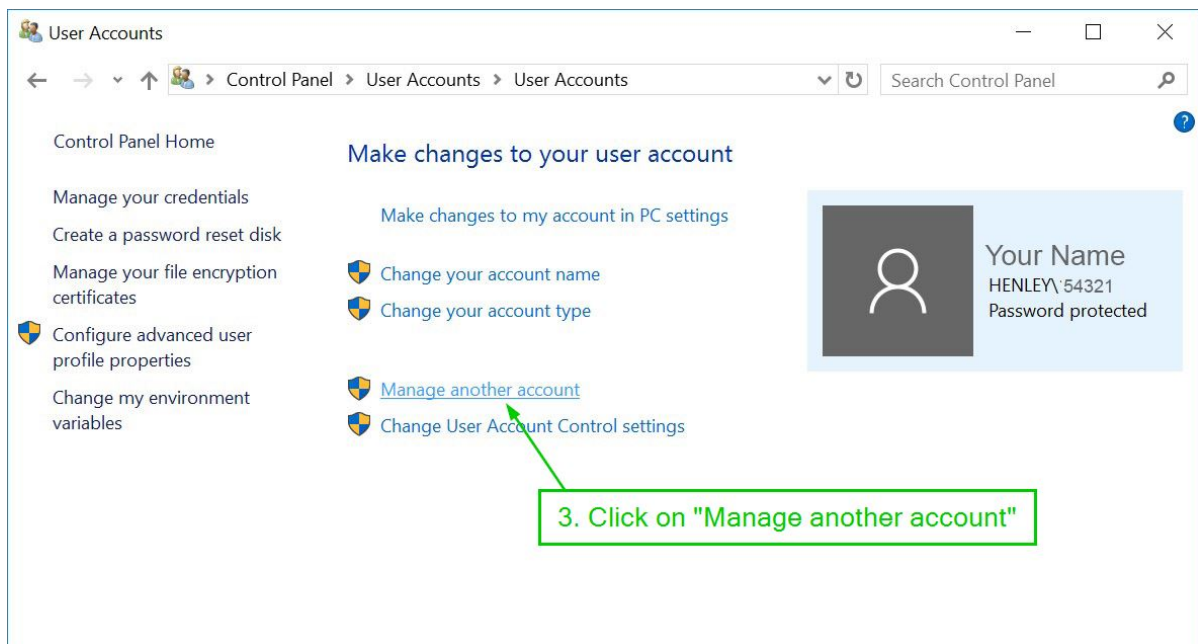 User Accounts
Control Panel > User Accounts > User Accounts
Search Control Panel
?
Control Panel Home
Manage your credentials
Create a password reset disk
Manage your file encryption
certificates
Configure advanced user
profile properties
Change my environment
variables
Make changes to your user account
Make changes to my account in PC settings
Change your account name
Change your account type
Manage another account
Change User Account Control settings
Your Name
HENLEY\`54321
Password protected
3. Click on "Manage another account"